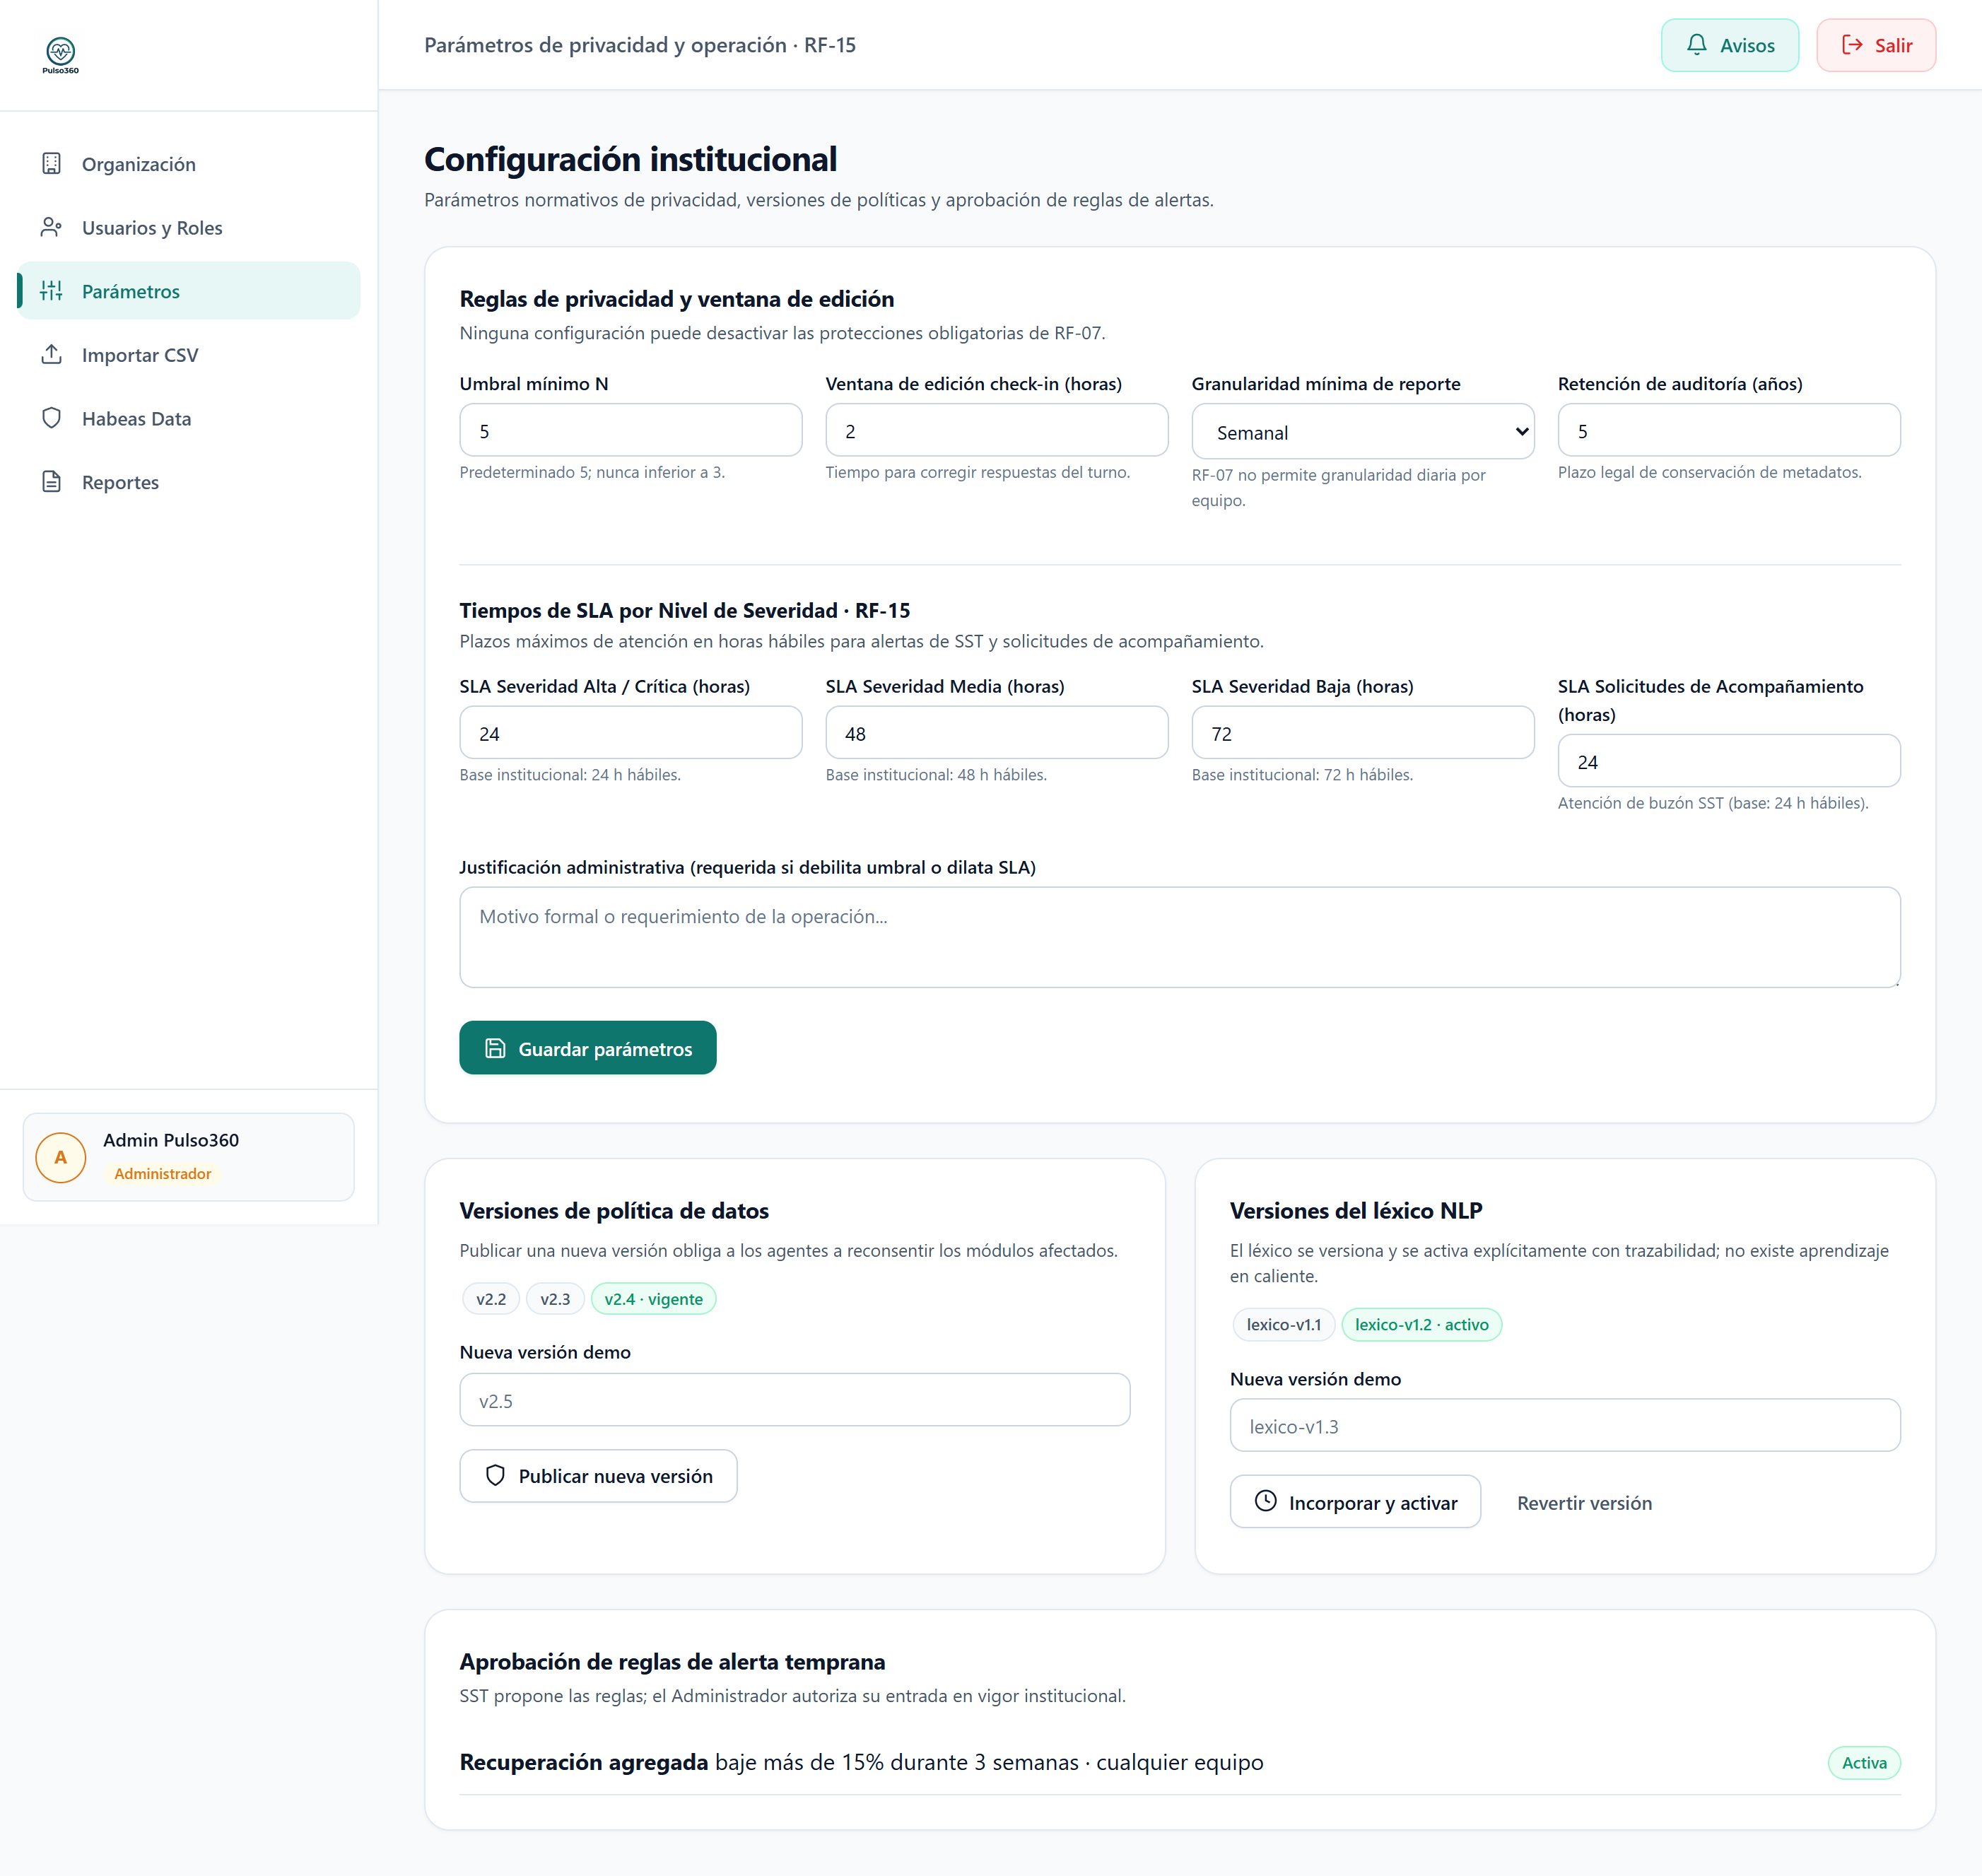 Pulso360
Parámetros de privacidad y operación · RF-15
Avisos
Salir
Organización
Usuarios y Roles
Parámetros
Importar CSV
Habeas Data
Reportes
Admin Pulso360
A
Administrador
Configuración institucional
Parámetros normativos de privacidad, versiones de políticas y aprobación de reglas de alertas.
Reglas de privacidad y ventana de edición
Ninguna configuración puede desactivar las protecciones obligatorias de RF-07.
Umbral mínimo N
5
Predeterminado 5; nunca inferior a 3.
Ventana de edición check-in (horas)
2
Tiempo para corregir respuestas del turno.
Granularidad mínima de reporte
Semanal
RF-07 no permite granularidad diaria por
equipo.
Retención de auditoría (años)
5
Plazo legal de conservación de metadatos.
Tiempos de SLA por Nivel de Severidad · RF-15
Plazos máximos de atención en horas hábiles para alertas de SST y solicitudes de acompañamiento.
SLA Severidad Alta / Crítica (horas)
24
Base institucional: 24 h hábiles.
SLA Severidad Media (horas)
48
Base institucional: 48 h hábiles.
SLA Severidad Baja (horas)
72
Base institucional: 72 h hábiles.
SLA Solicitudes de Acompañamiento
(horas)
24
Atención de buzón SST (base: 24 h hábiles).
Justificación administrativa (requerida si debilita umbral o dilata SLA)
Motivo formal o requerimiento de la operación...
Guardar parámetros
Versiones de política de datos
Publicar una nueva versión obliga a los agentes a reconsentir los módulos afectados.
v2.2
v2.3
v2.4 · vigente
Nueva versión demo
v2.5
Publicar nueva versión
Versiones del léxico NLP
El léxico se versiona y se activa explícitamente con trazabilidad; no existe aprendizaje
en caliente.
lexico-v1.1
lexico-v1.2 · activo
Nueva versión demo
lexico-v1.3
Incorporar y activar
Revertir versión
Aprobación de reglas de alerta temprana
SST propone las reglas; el Administrador autoriza su entrada en vigor institucional.
Recuperación agregada baje más de 15% durante 3 semanas · cualquier equipo
Activa